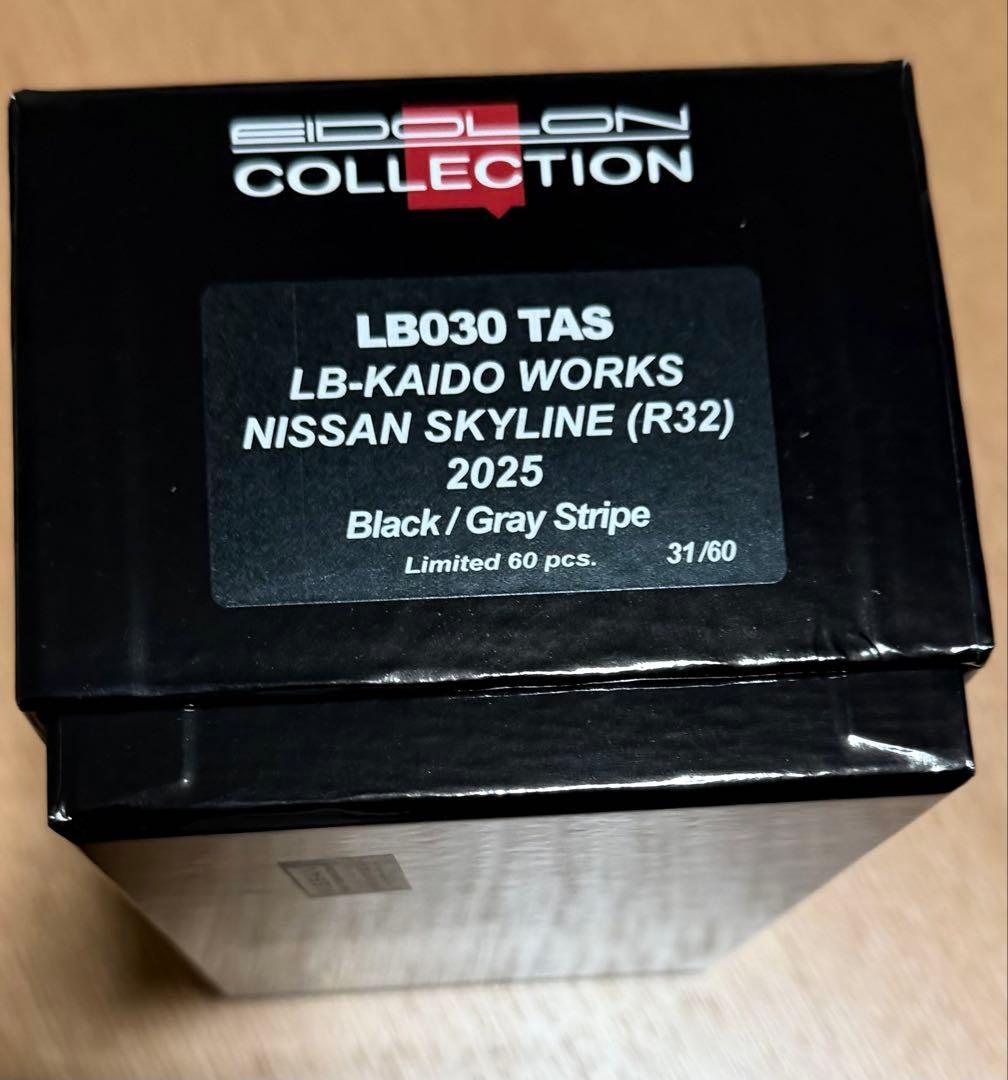 EIDOLON
COLLECTION
LB030 TAS
LB-KAIDO WORKS
NISSAN SKYLINE (R32)
2025
Black / Gray Stripe
Limited 60 pcs. 31/60